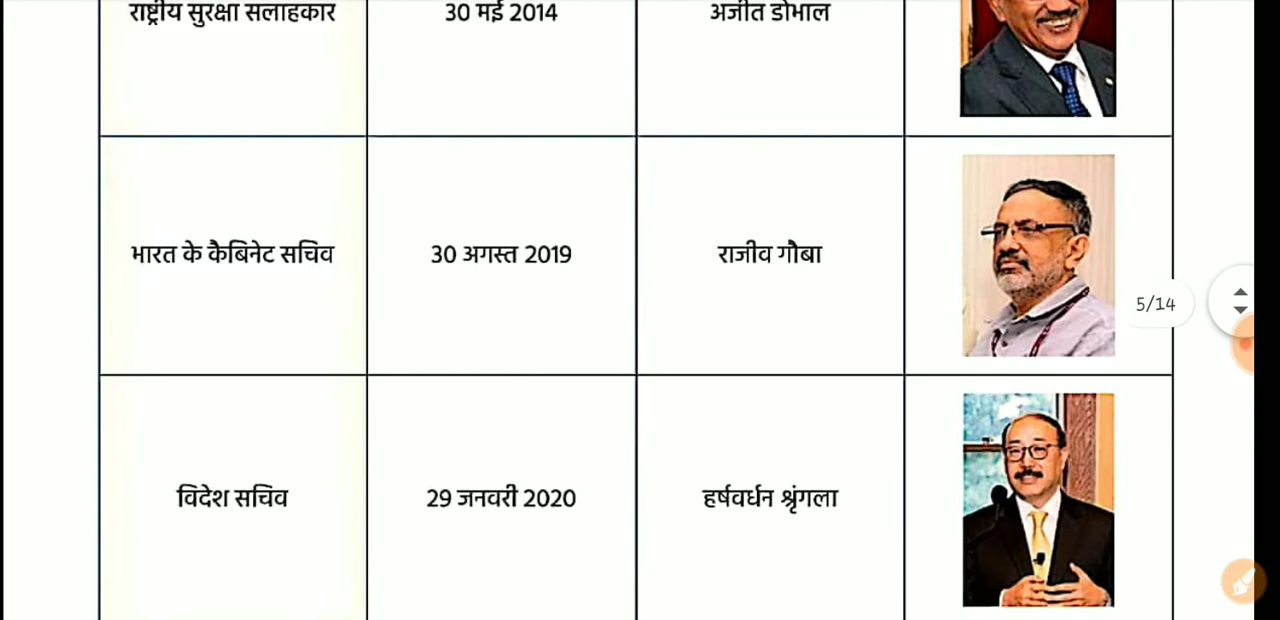 राष्ट्रीय सुरक्षा सलाहकार 30 मई 2014 अजीत डोभाल
भारत के कैबिनेट सचिव 30 अगस्त 2019 राजीव गौबा
5/14
विदेश सचिव 29 जनवरी 2020 हर्षवर्धन श्रृंगला